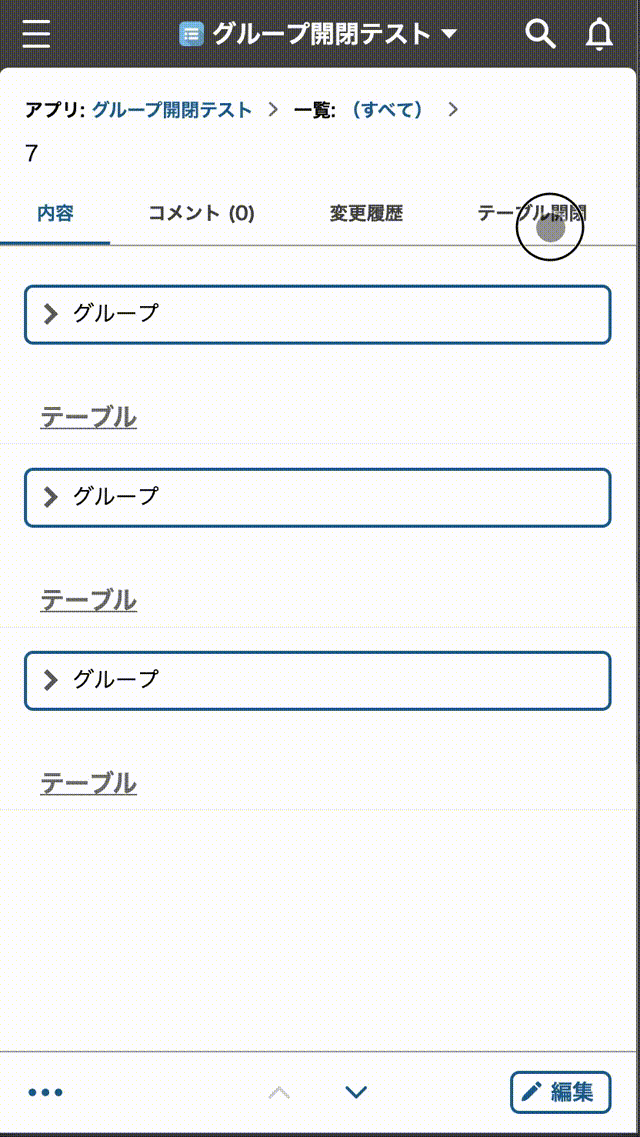 グループ開閉テスト
アプリ: グループ開閉テスト 一覧: （すべて）
7
内容 コメント (0) 変更履歴 テーブル開閉
グループ
テーブル
グループ
テーブル
グループ
テーブル
編集